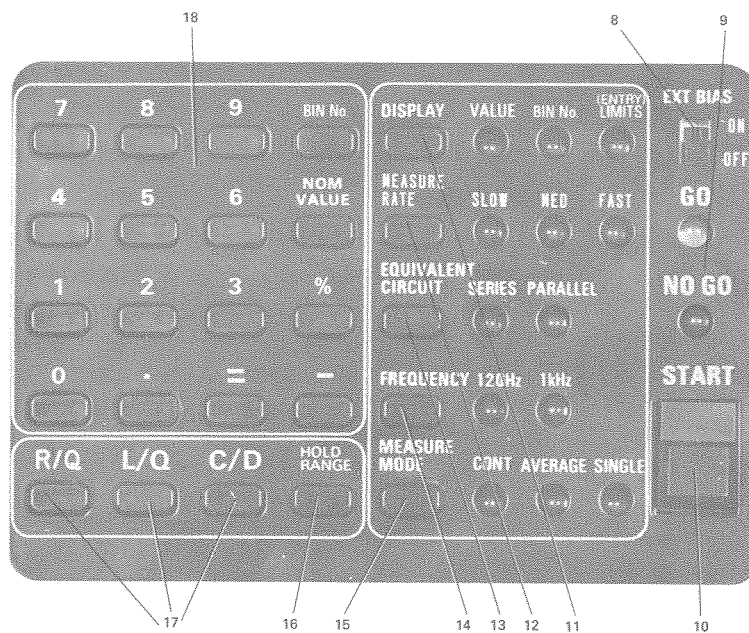 18 8 9
7 8 9 BIN No.
4 5 6 NOM VALUE
1 2 3 %
0 . = -
R/Q L/Q C/D HOLD RANGE
DISPLAY VALUE BIN No. (ENTRY) LIMITS
MEASURE RATE SLOW MED FAST
EQUIVALENT CIRCUIT SERIES PARALLEL
FREQUENCY 120Hz 1kHz
MEASURE MODE CONT AVERAGE SINGLE
EXT BIAS
ON
OFF
GO
NO GO
START
17 16 15 14 13 12 11 10